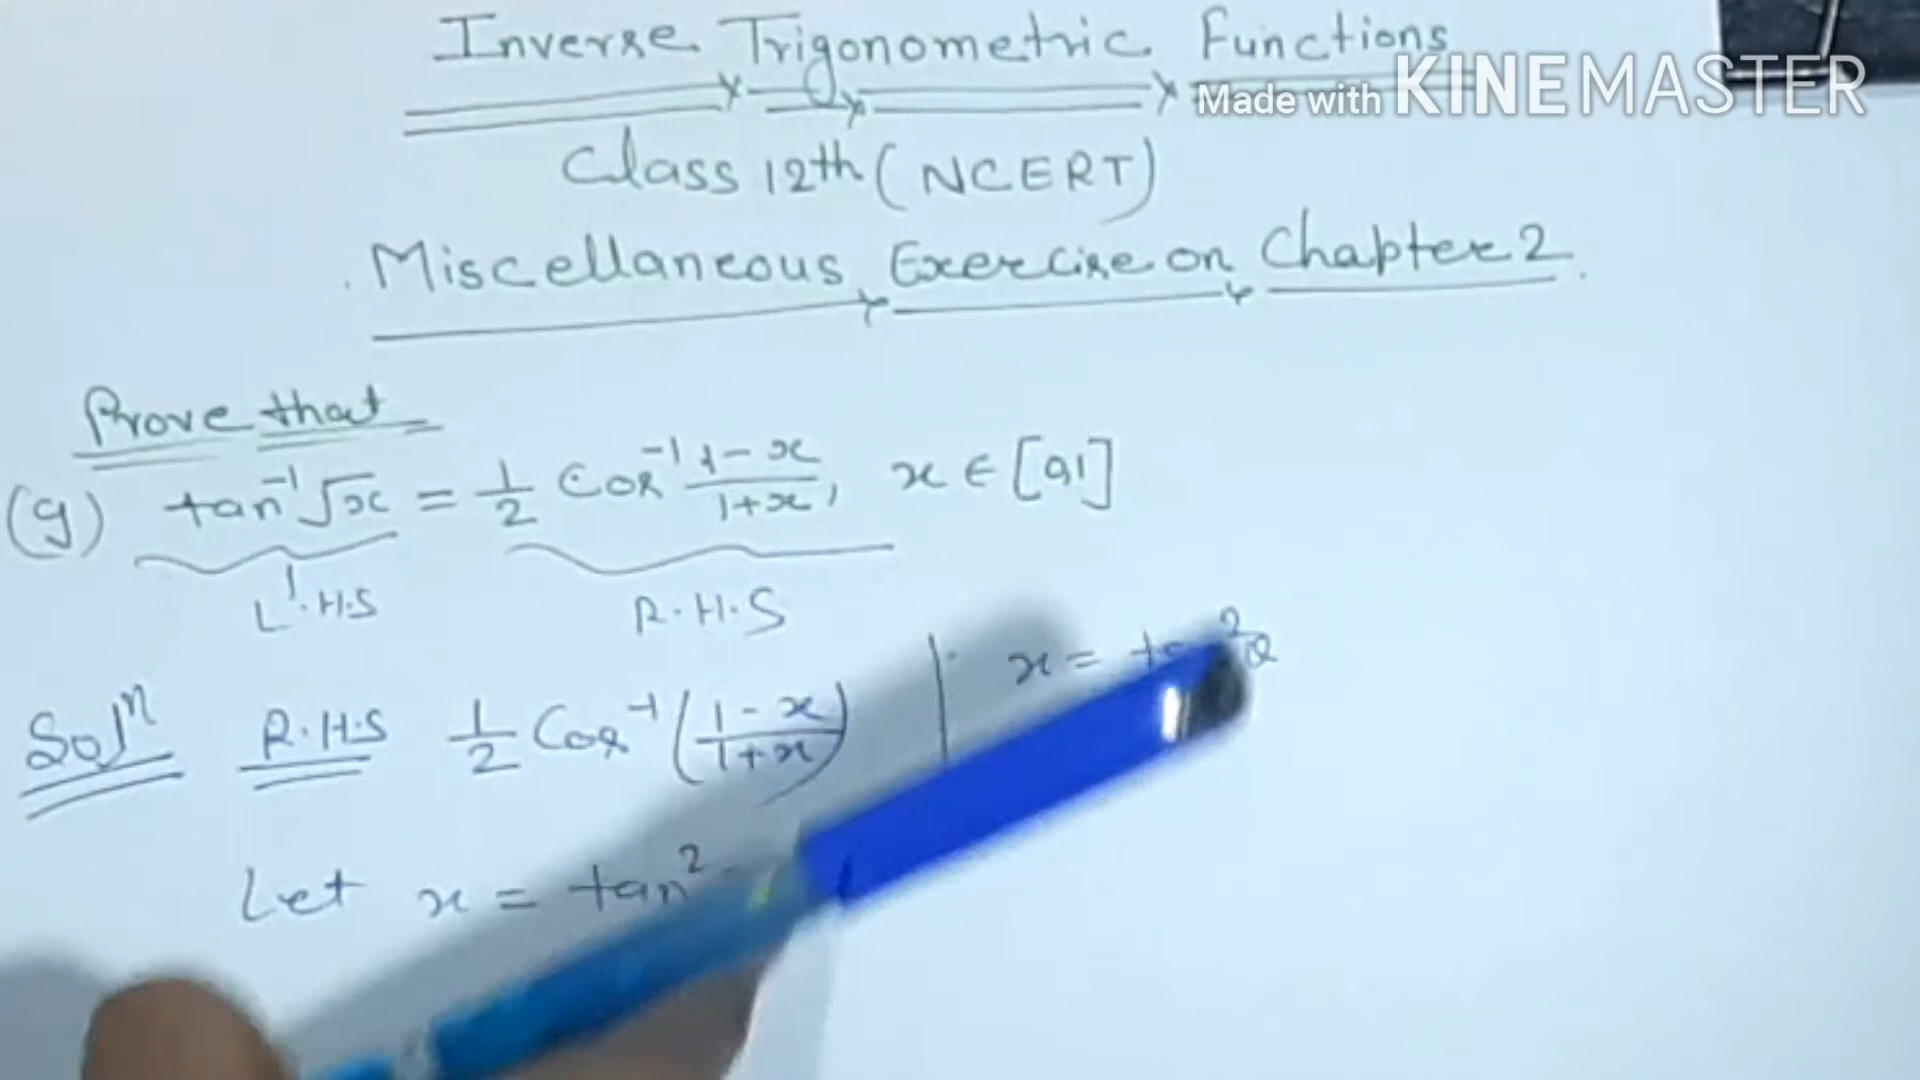 Inverse Trigonometric Functions
Made with KINEMASTER
Class 12th (NCERT)
Miscellaneous Exercise on Chapter 2
Prove that
(9) tan⁻¹√x = 1/2 Cos⁻¹ 1-x/1+x, x ∈ [0,1]
L.H.S R.H.S
Solⁿ R.H.S 1/2 Cos⁻¹(1-x/1+x) x =
Let x = tan²